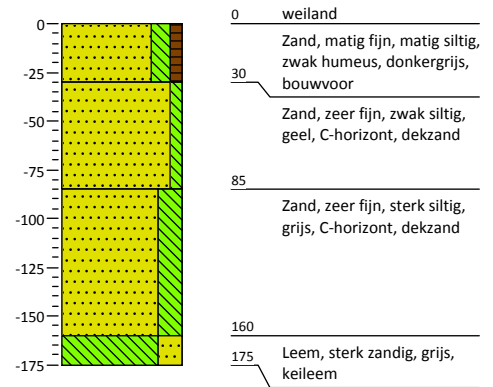 0
-25
-50
-75
-100
-125
-150
-175
0 weiland
Zand, matig fijn, matig siltig,
zwak humeus, donkergrijs,
bouwvoor
30
Zand, zeer fijn, zwak siltig,
geel, C-horizont, dekzand
85
Zand, zeer fijn, sterk siltig,
grijs, C-horizont, dekzand
160
Leem, sterk zandig, grijs,
keileem
175